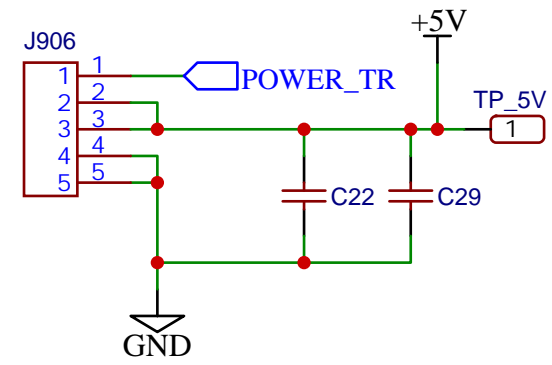 +5V
J906
1 1
POWER_TR
2 2
TP_5V
3 3
1
4 4
5 5
C22
C29
GND